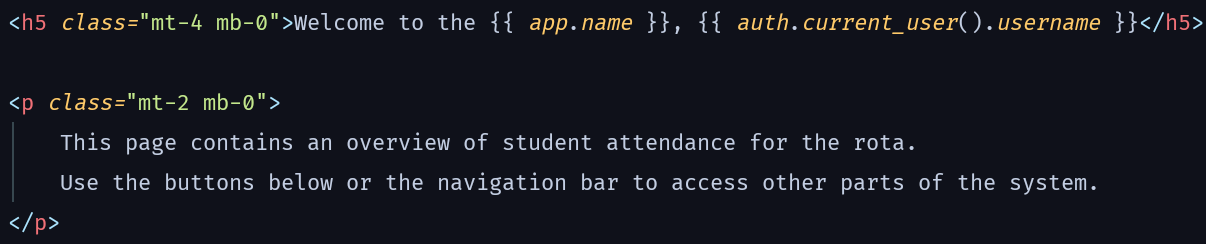 <h5 class="mt-4 mb-0">Welcome to the {{ app.name }}, {{ auth.current_user().username }}</h5>
<p class="mt-2 mb-0">
This page contains an overview of student attendance for the rota.
Use the buttons below or the navigation bar to access other parts of the system.
</p>